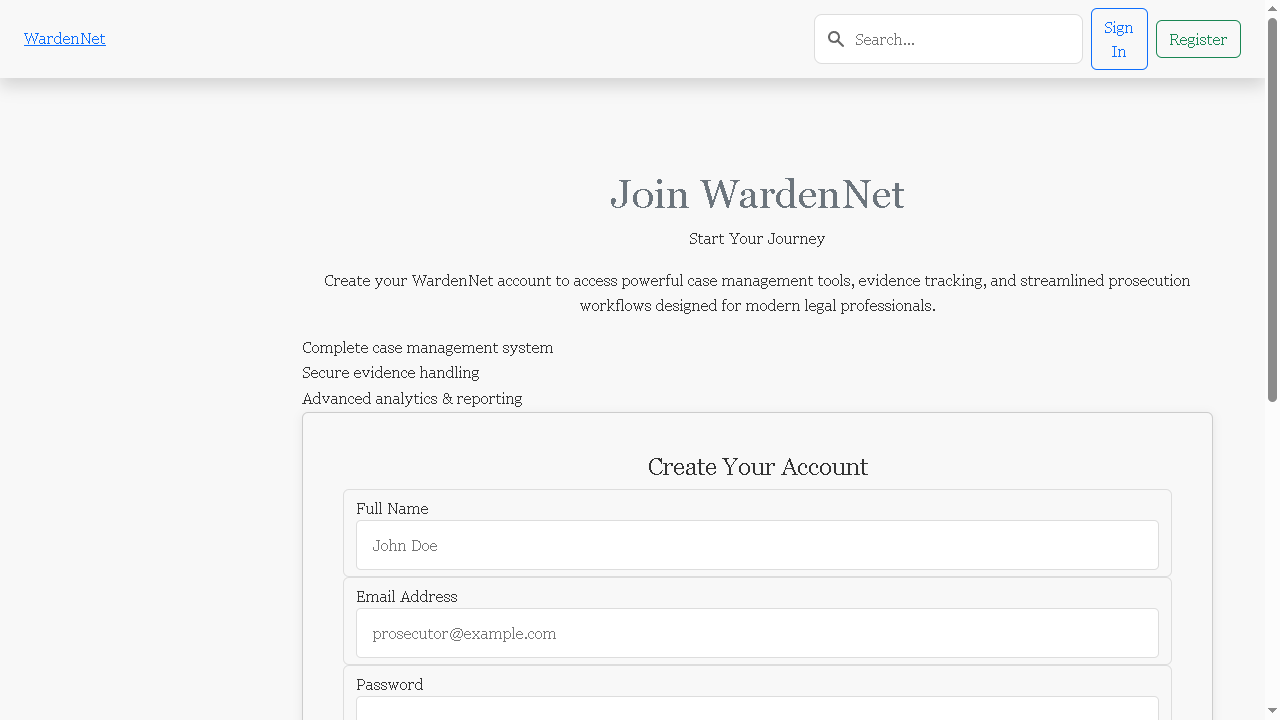 WardenNet
Search...
Sign
In
Register
Join WardenNet
Start Your Journey
Create your WardenNet account to access powerful case management tools, evidence tracking, and streamlined prosecution
workflows designed for modern legal professionals.
Complete case management system
Secure evidence handling
Advanced analytics & reporting
Create Your Account
Full Name
John Doe
Email Address
prosecutor@example.com
Password